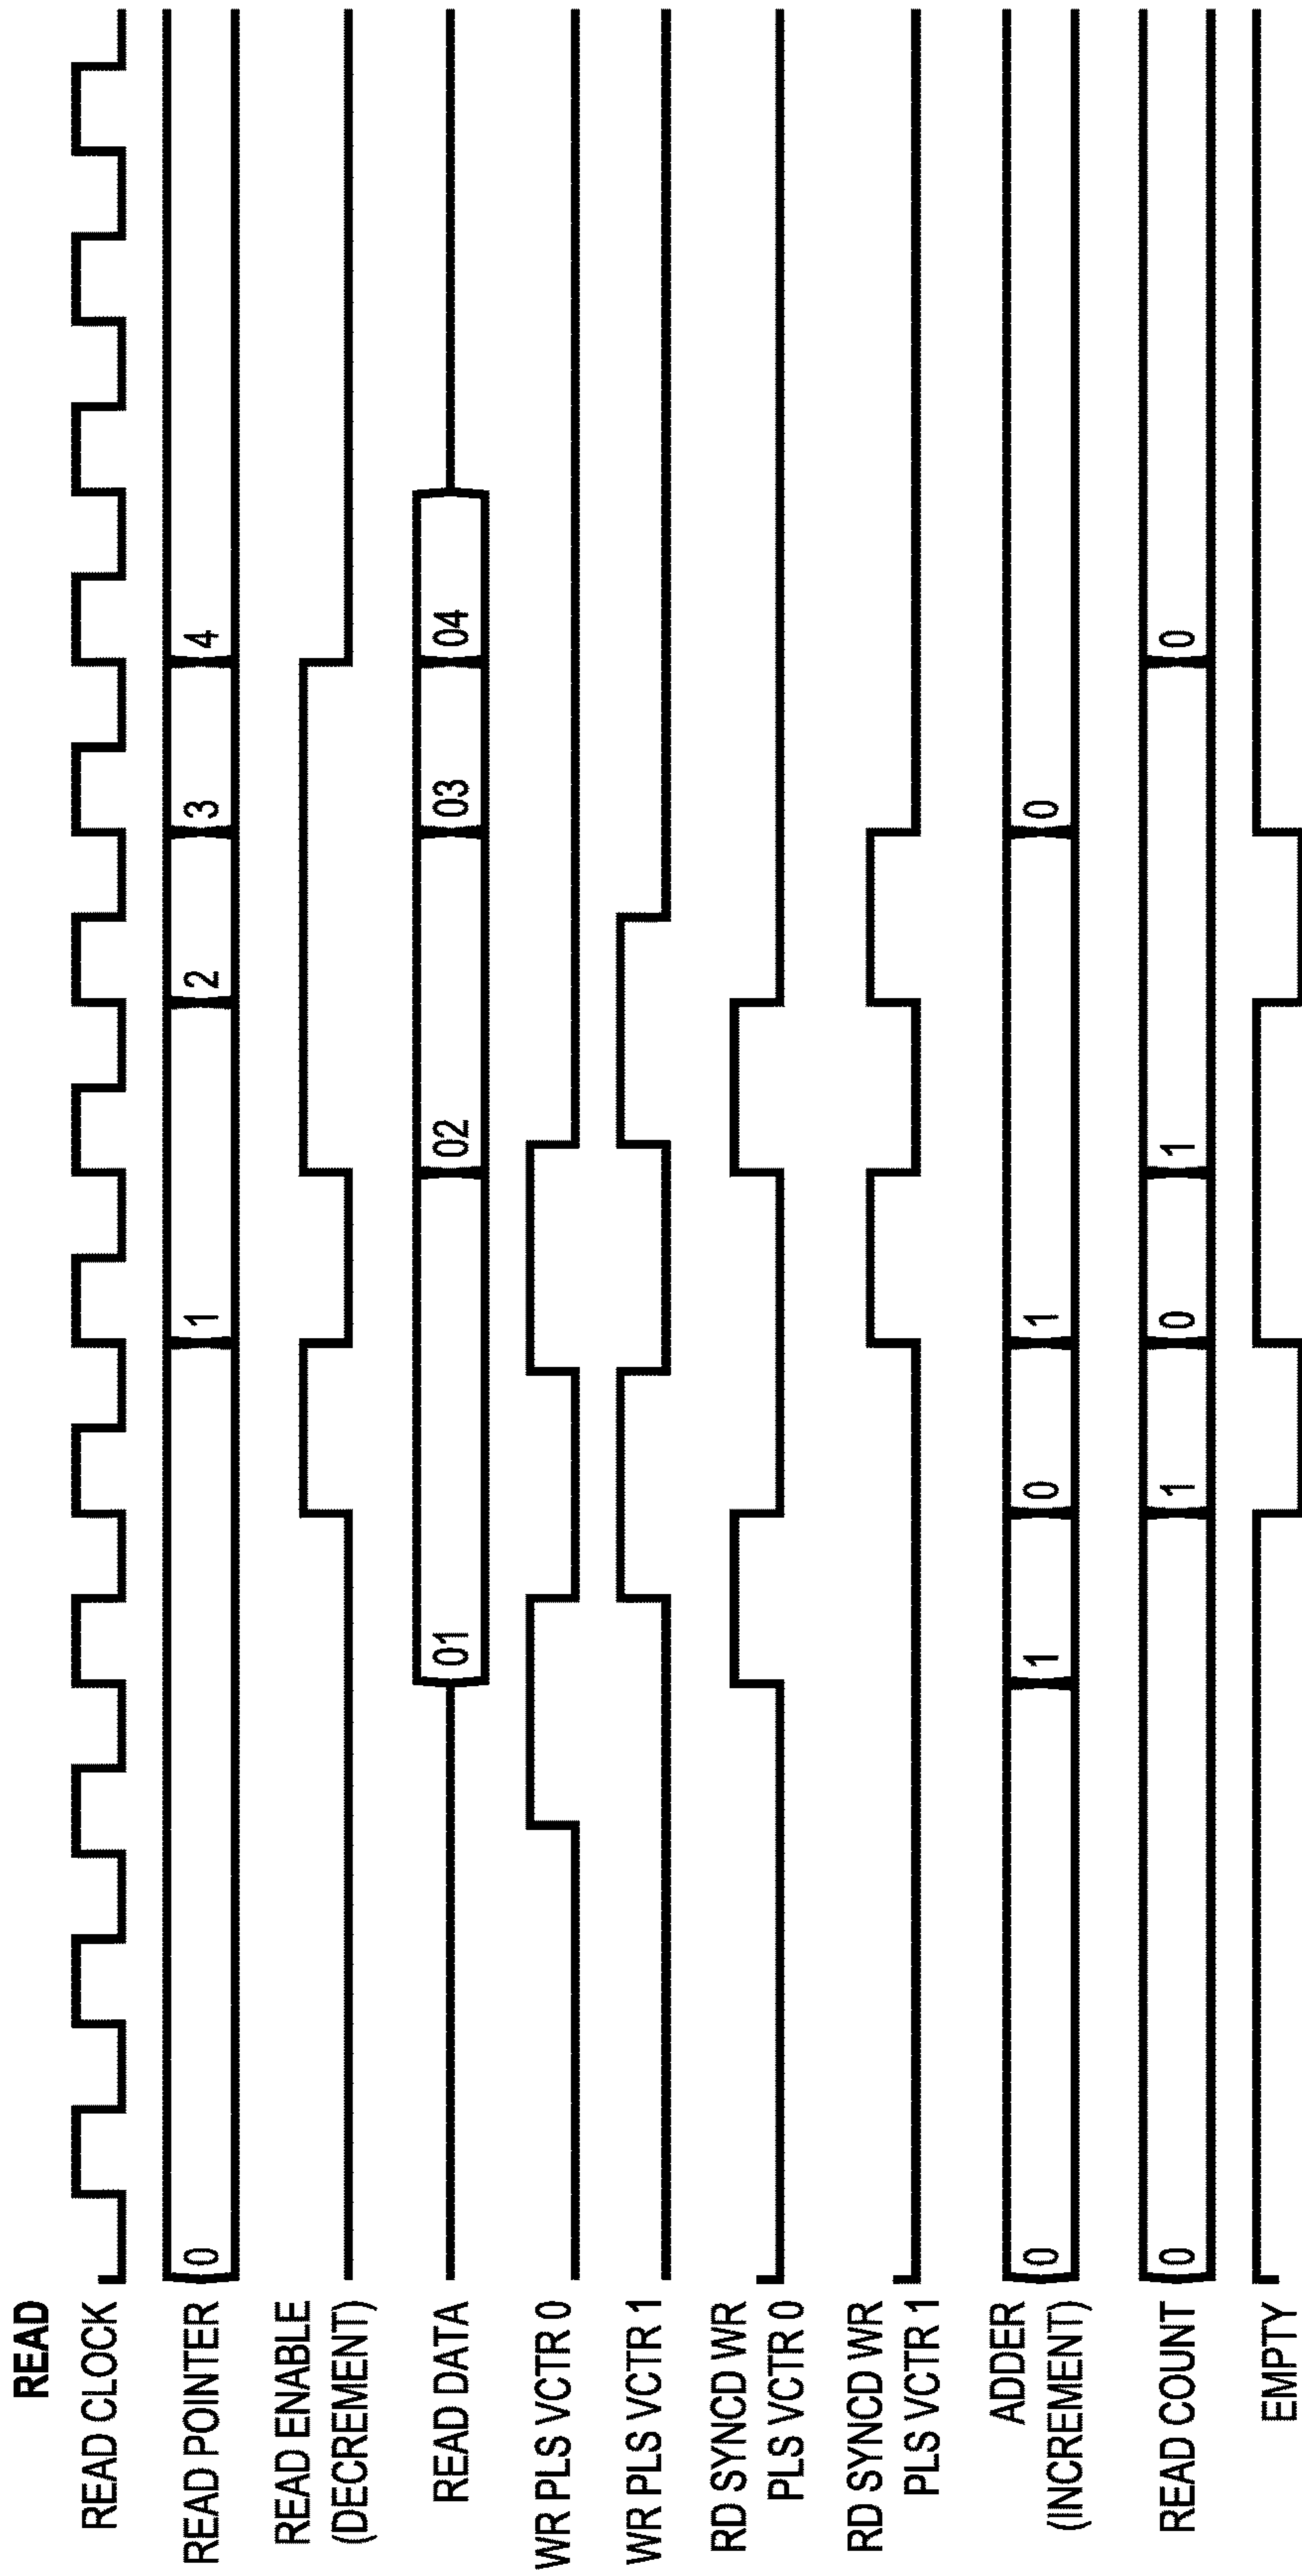 READ
READ CLOCK
READ POINTER 0 1 2 3 4
READ ENABLE
(DECREMENT)
READ DATA 01 02 03 04
WR PLS VCTR 0
WR PLS VCTR 1
RD SYNCD WR
PLS VCTR 0
RD SYNCD WR
PLS VCTR 1
ADDER
(INCREMENT) 0 1 0 1 0
READ COUNT 0 1 0 1 0
EMPTY